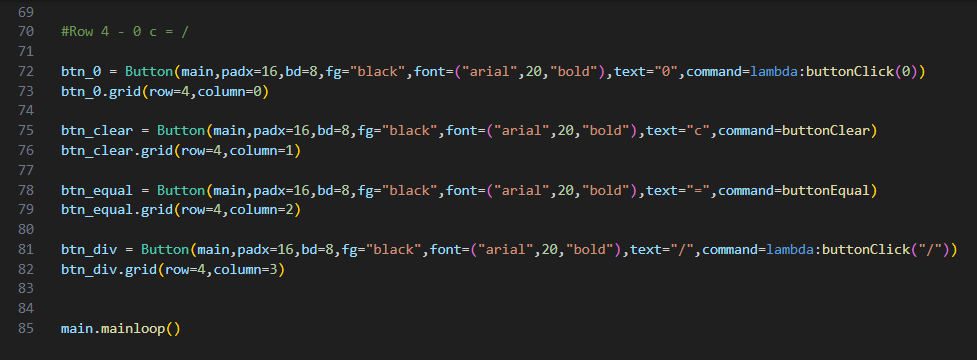 69
70 #Row 4 - 0 c = /
71
72 btn_0 = Button(main,padx=16,bd=8,fg="black",font=("arial",20,"bold"),text="0",command=lambda:buttonClick(0))
73 btn_0.grid(row=4,column=0)
74
75 btn_clear = Button(main,padx=16,bd=8,fg="black",font=("arial",20,"bold"),text="c",command=buttonClear)
76 btn_clear.grid(row=4,column=1)
77
78 btn_equal = Button(main,padx=16,bd=8,fg="black",font=("arial",20,"bold"),text="=",command=buttonEqual)
79 btn_equal.grid(row=4,column=2)
80
81 btn_div = Button(main,padx=16,bd=8,fg="black",font=("arial",20,"bold"),text="/",command=lambda:buttonClick("/"))
82 btn_div.grid(row=4,column=3)
83
84
85 main.mainloop()